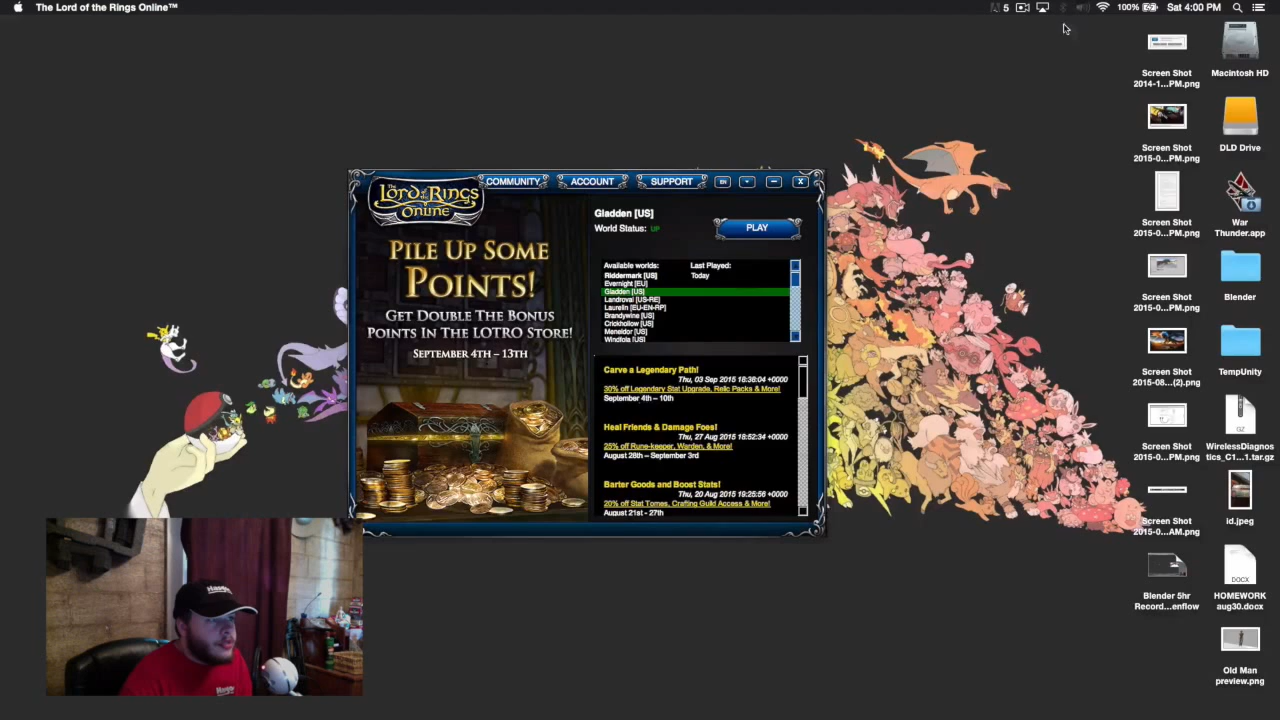 The Lord of the Rings Online™
5
100%
Sat 4:00 PM
The
Lord of the Rings
Online
COMMUNITY
ACCOUNT
SUPPORT
EN
X
PILE UP SOME
POINTS!
GET DOUBLE THE BONUS
POINTS IN THE LOTRO STORE!
SEPTEMBER 4TH – 13TH
Gladden [US]
World Status: UP
PLAY
Available worlds: Last Played:
Riddermark [US] Today
Evernight [EU]
Gladden [US]
Landroval [US-RE]
Laurelin [EU-EN-RP]
Brandywine [US]
Crickhollow [US]
Meneldor [US]
Windfola [US]
Carve a Legendary Path!
Thu, 03 Sep 2015 18:38:04 +0000
30% off Legendary Stat Upgrade, Relic Packs & More!
September 4th – 10th
Heal Friends & Damage Foes!
Thu, 27 Aug 2015 18:52:34 +0000
25% off Rune-keeper, Warden, & More!
August 28th – September 3rd
Barter Goods and Boost Stats!
Thu, 20 Aug 2015 19:25:56 +0000
20% off Stat Tomes, Crafting Guild Access & More!
August 21st - 27th
Screen Shot
2014-1...PM.png
Macintosh HD
Screen Shot
2015-0...PM.png
DLD Drive
Screen Shot
2015-0...PM.png
War
Thunder.app
Screen Shot
2015-0...PM.png
Blender
Screen Shot
2015-08...(2).png
TempUnity
Screen Shot
2015-0...PM.png
GZ
WirelessDiagnos
tics_C1...1.tar.gz
Screen Shot
2015-0...AM.png
id.jpeg
Blender 5hr
Record...enflow
DOCX
HOMEWORK
aug30.docx
Old Man
preview.png